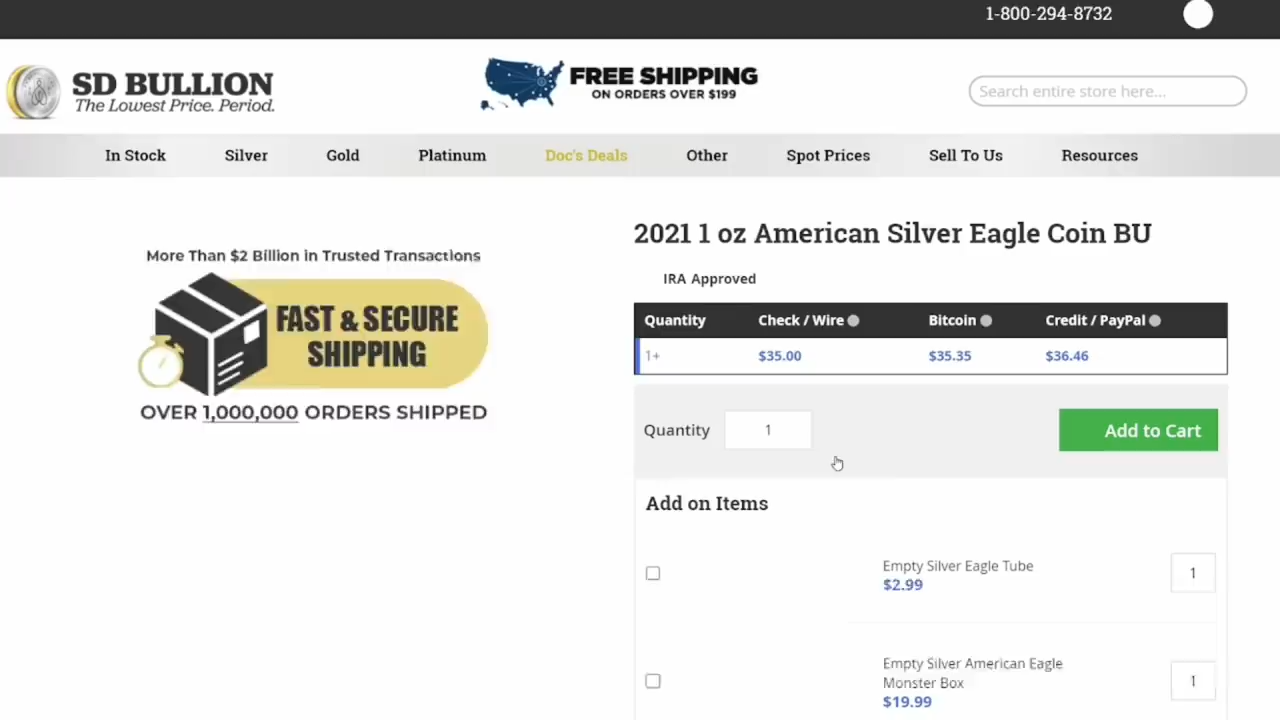 1-800-294-8732
SD BULLION
The Lowest Price. Period.
FREE SHIPPING
ON ORDERS OVER $199
Search entire store here...
In Stock Silver Gold Platinum Doc's Deals Other Spot Prices Sell To Us Resources
More Than $2 Billion in Trusted Transactions
FAST & SECURE
SHIPPING
OVER 1,000,000 ORDERS SHIPPED
2021 1 oz American Silver Eagle Coin BU
IRA Approved
Quantity Check / Wire Bitcoin Credit / PayPal
1+ $35.00 $35.35 $36.46
Quantity 1 Add to Cart
Add on Items
Empty Silver Eagle Tube
$2.99
1
Empty Silver American Eagle
Monster Box
$19.99
1